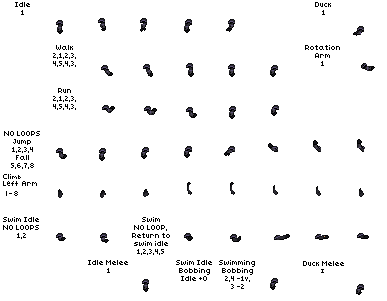 Idle
1
Duck
1
Walk
2,1,2,3,
4,5,4,3,
Rotation
Arm
1
Run
2,1,2,3,
4,5,4,3,
NO LOOPS
Jump
1,2,3,4
Fall
5,6,7,8
Climb
Left Arm
1 - 8
Swim Idle
NO LOOPS
1,2
Swim
NO LOOP,
Return to
swim idle
1,2,3,4,5
Idle Melee
1
Swim Idle
Bobbing
Idle +0
Swimming
Bobbing
2,4 -1v,
3 -2
Duck Melee
1